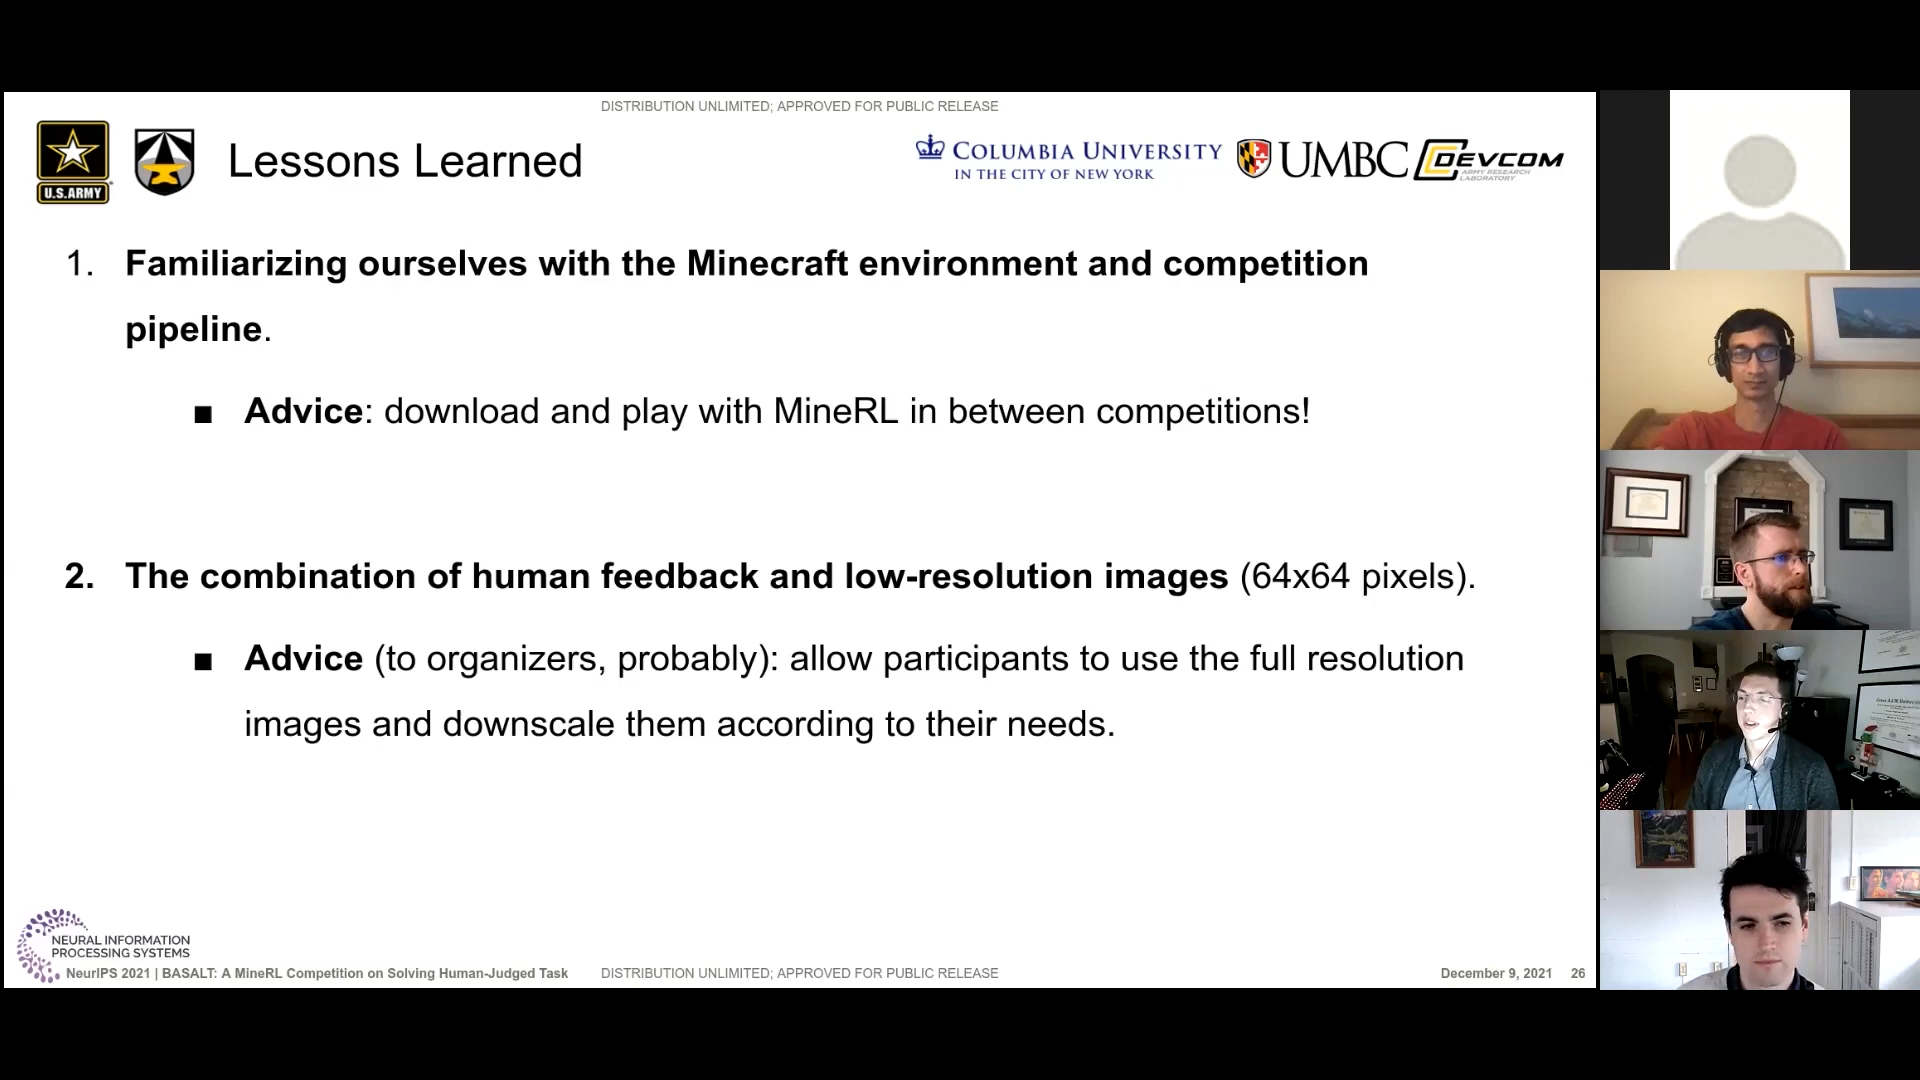 DISTRIBUTION UNLIMITED; APPROVED FOR PUBLIC RELEASE
U.S.ARMY
Lessons Learned
COLUMBIA UNIVERSITY
IN THE CITY OF NEW YORK
UMBC
DEVCOM
ARMY RESEARCH
LABORATORY
1. Familiarizing ourselves with the Minecraft environment and competition
pipeline.
■ Advice: download and play with MineRL in between competitions!
2. The combination of human feedback and low-resolution images (64x64 pixels).
■ Advice (to organizers, probably): allow participants to use the full resolution
images and downscale them according to their needs.
NEURAL INFORMATION
PROCESSING SYSTEMS
NeurIPS 2021 | BASALT: A MineRL Competition on Solving Human-Judged Task
DISTRIBUTION UNLIMITED; APPROVED FOR PUBLIC RELEASE
December 9, 2021 26